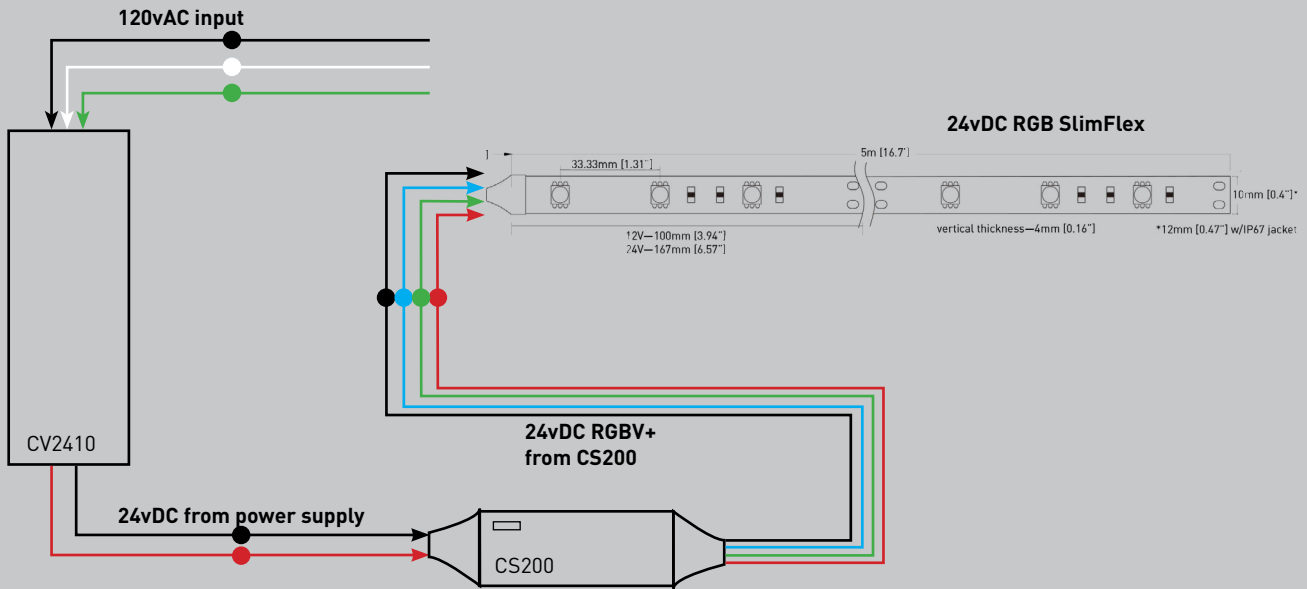 120vAC input
24vDC RGB SlimFlex
5m [16.7']
33.33mm [1.31"]
10mm [0.4"]*
12V—100mm [3.94"]
24V—167mm [6.57"]
vertical thickness—4mm [0.16"]
*12mm [0.47"] w/IP67 jacket
CV2410
24vDC RGBV+
from CS200
24vDC from power supply
CS200